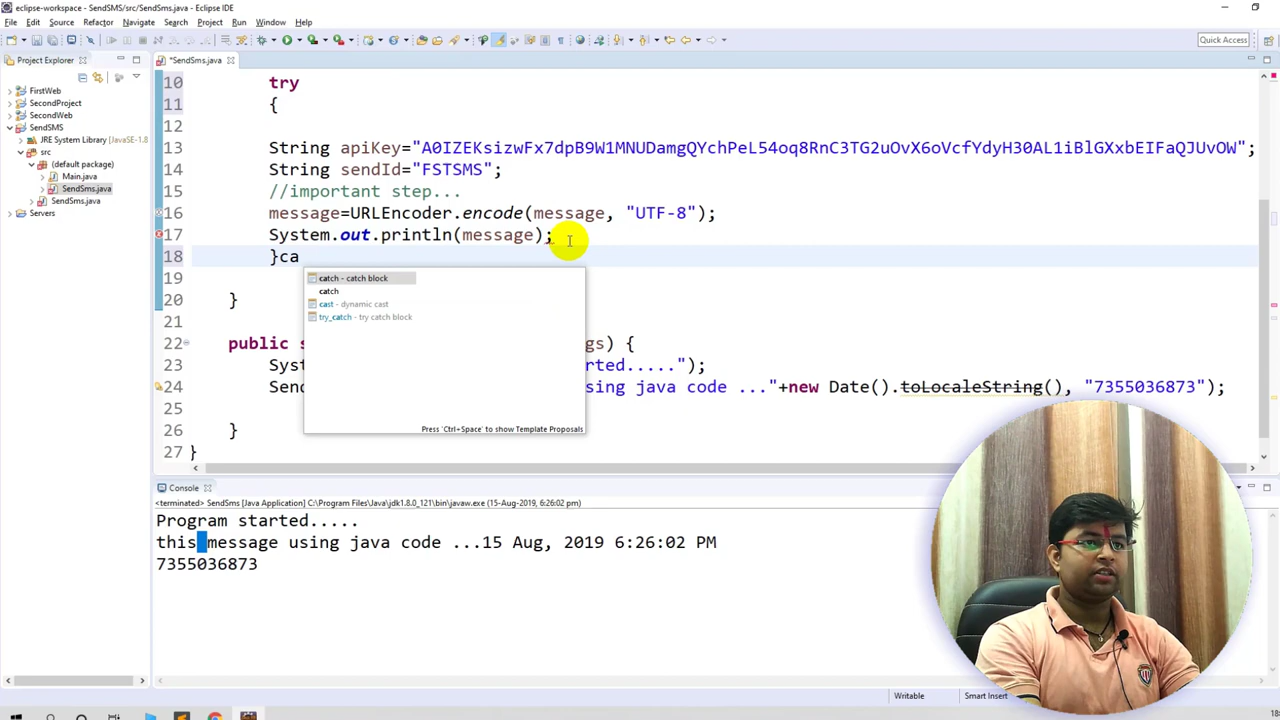 eclipse-workspace - SendSMS/src/SendSms.java - Eclipse IDE
File Edit Source Refactor Navigate Search Project Run Window Help
Quick Access
Project Explorer
*SendSms.java
FirstWeb
SecondProject
SecondWeb
SendSMS
JRE System Library [JavaSE-1.8
src
(default package)
Main.java
SendSms.java
SendSms.java
Servers
10 try
11 {
12
13 String apiKey="A0IZEKsizwFx7dpB9W1MNUDamgQYchPeL54oq8RnC3TG2uOvX6oVcfYdyH30AL1iBlGXxbEIFaQJUvOW";
14 String sendId="FSTSMS";
15 //important step...
16 message=URLEncoder.encode(message, "UTF-8");
17 System.out.println(message);
18 }ca
19
20 }
21
22 public s gs) {
23 Syst rted.....");
24 Send sing java code ..."+new Date().toLocaleString(), "7355036873");
25
26 }
27 }
catch - catch block
catch
cast - dynamic cast
try_catch - try catch block
Press 'Ctrl+Space' to show Template Proposals
Console
<terminated> SendSms [Java Application] C:\Program Files\Java\jdk1.8.0_121\bin\javaw.exe (15-Aug-2019, 6:26:02 PM)
Program started.....
this message using java code ...15 Aug, 2019 6:26:02 PM
7355036873
Writable
Smart Insert
18